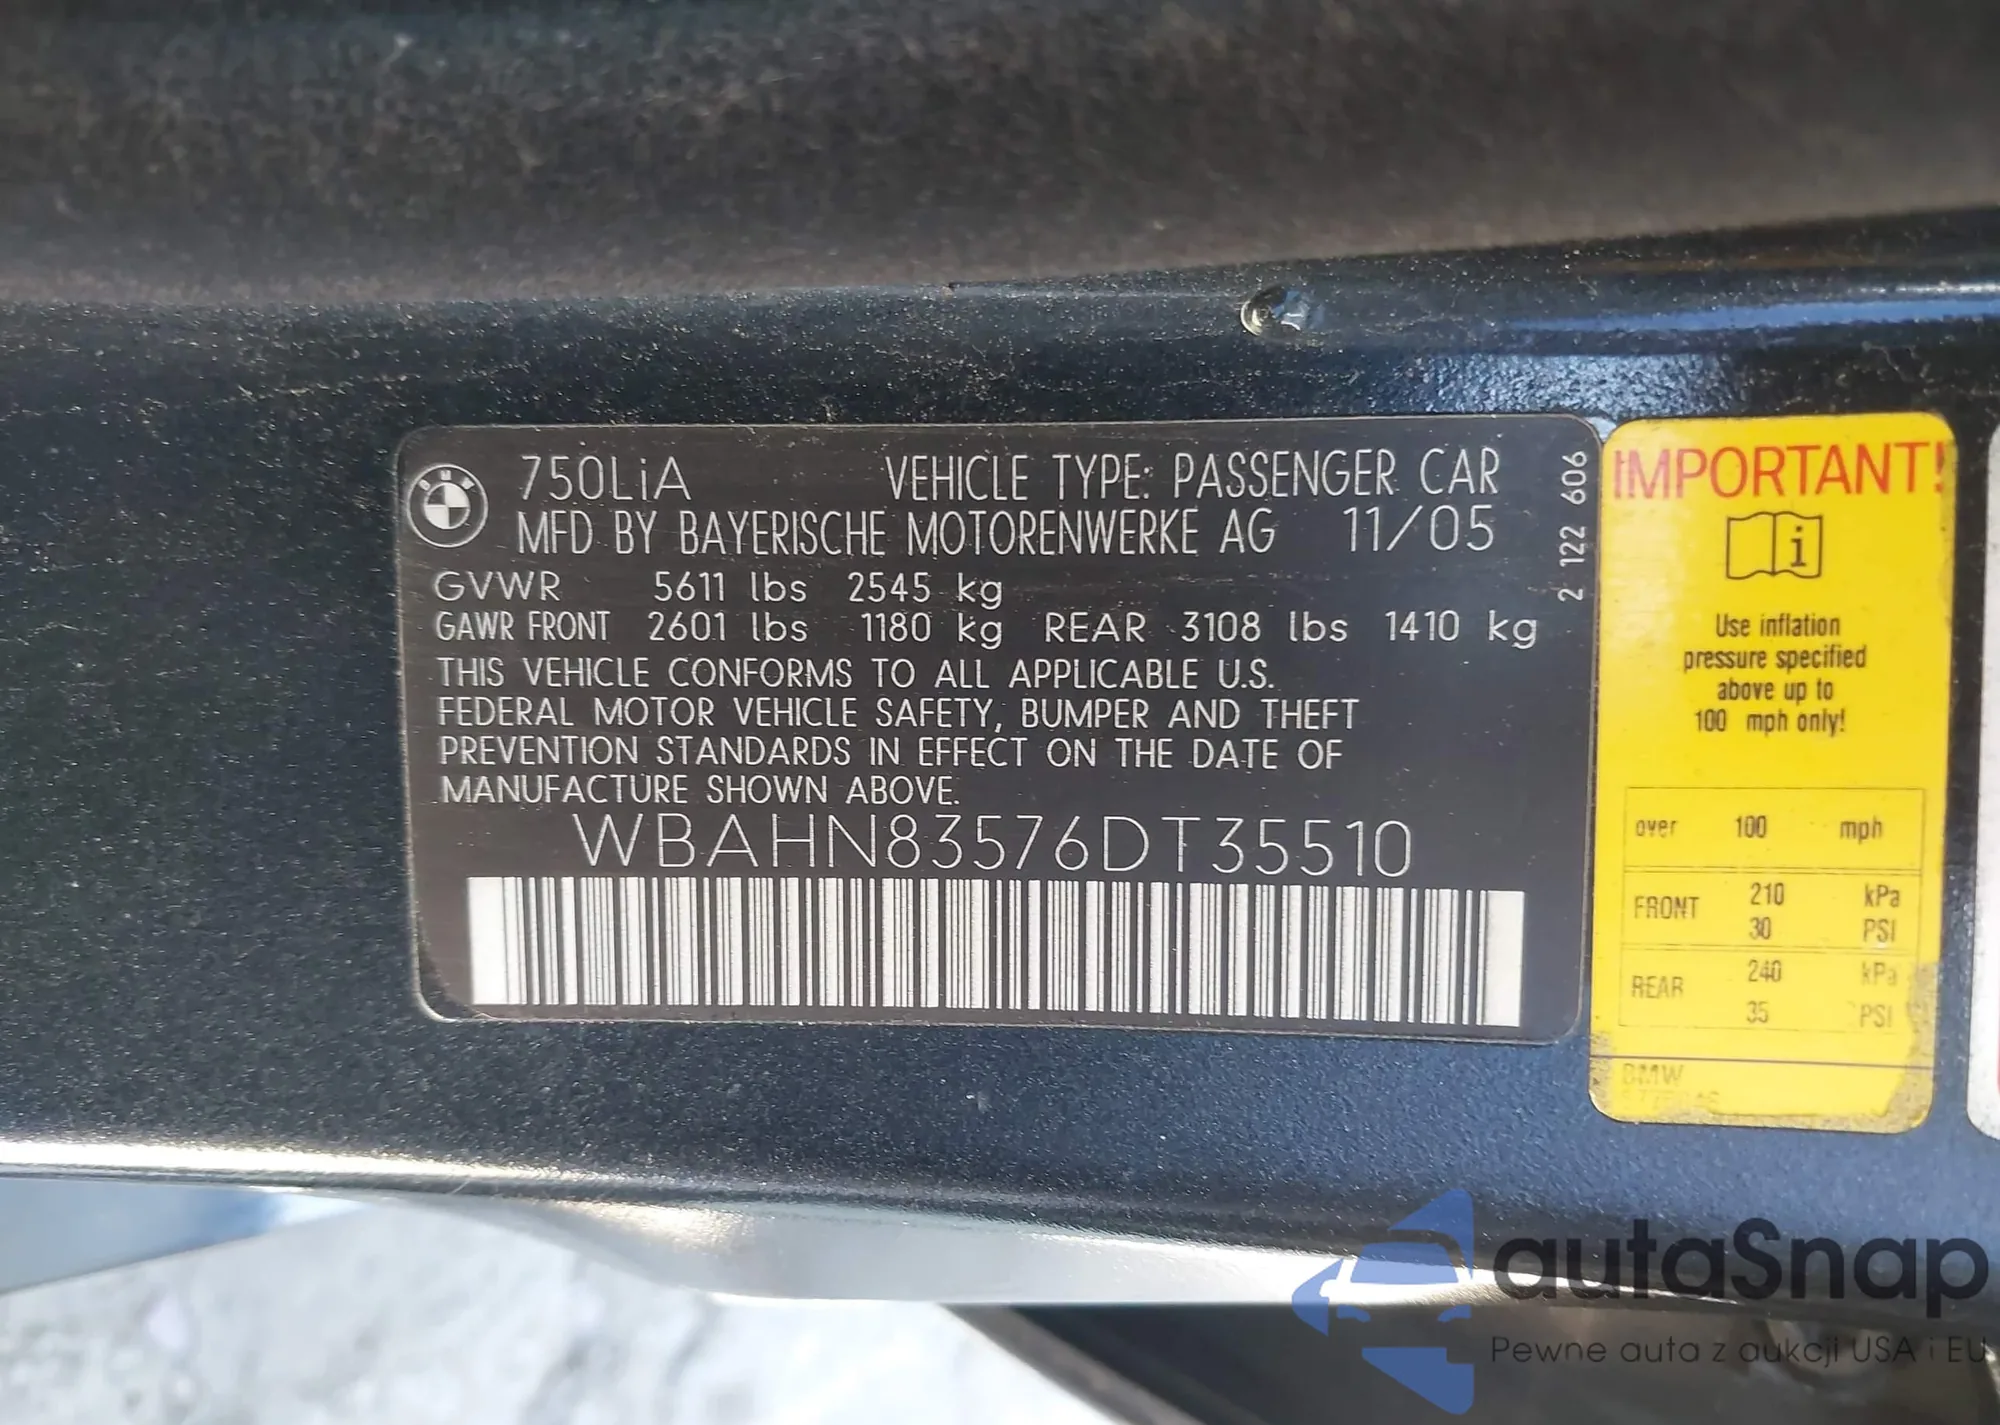 750LiA VEHICLE TYPE: PASSENGER CAR
MFD BY BAYERISCHE MOTORENWERKE AG 11/05
GVWR 5611 lbs 2545 kg
GAWR FRONT 2601 lbs 1180 kg REAR 3108 lbs 1410 kg
THIS VEHICLE CONFORMS TO ALL APPLICABLE U.S.
FEDERAL MOTOR VEHICLE SAFETY, BUMPER AND THEFT
PREVENTION STANDARDS IN EFFECT ON THE DATE OF
MANUFACTURE SHOWN ABOVE.
WBAHN83576DT35510
2 122 606
BMW
IMPORTANT!
i
Use inflation
pressure specified
above up to
100 mph only!
over 100 mph
FRONT 210 kPa
30 PSI
REAR 240 kPa
35 PSI
BMW
autaSnap
Pewne auta z aukcji USA i EU